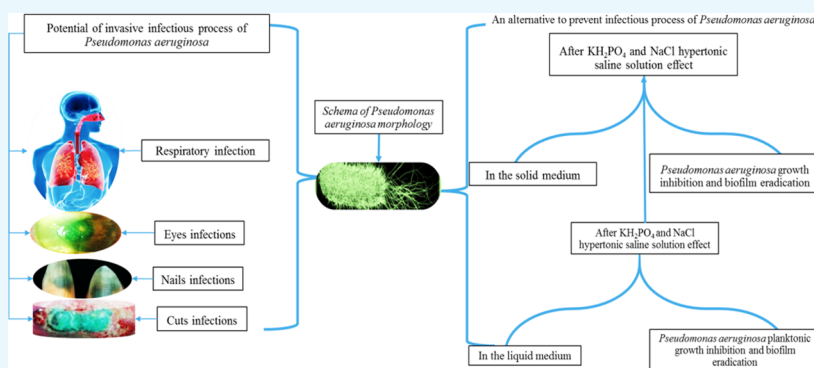 Potential of invasive infectious process of
Pseudomonas aeruginosa
Respiratory infection
Eyes infections
Nails infections
Cuts infections
Schema of Pseudomonas
aeruginosa morphology
An alternative to prevent infectious process of Pseudomonas aeruginosa
After KH₂PO₄ and NaCl hypertonic
saline solution effect
In the solid medium
Pseudomonas aeruginosa growth
inhibition and biofilm eradication
After KH₂PO₄ and NaCl
hypertonic saline solution effect
In the liquid medium
Pseudomonas aeruginosa planktonic
growth inhibition and biofilm
eradication